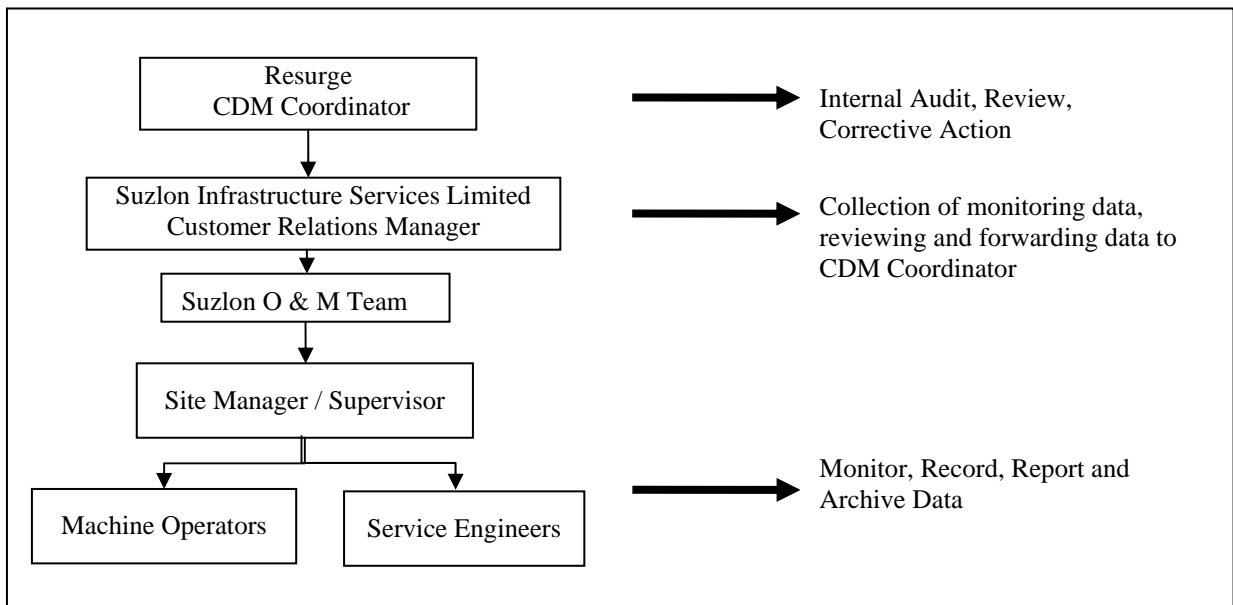 Resurge
CDM Coordinator
Internal Audit, Review,
Corrective Action
Suzlon Infrastructure Services Limited
Customer Relations Manager
Collection of monitoring data,
reviewing and forwarding data to
CDM Coordinator
Suzlon O & M Team
Site Manager / Supervisor
Monitor, Record, Report and
Archive Data
Machine Operators
Service Engineers